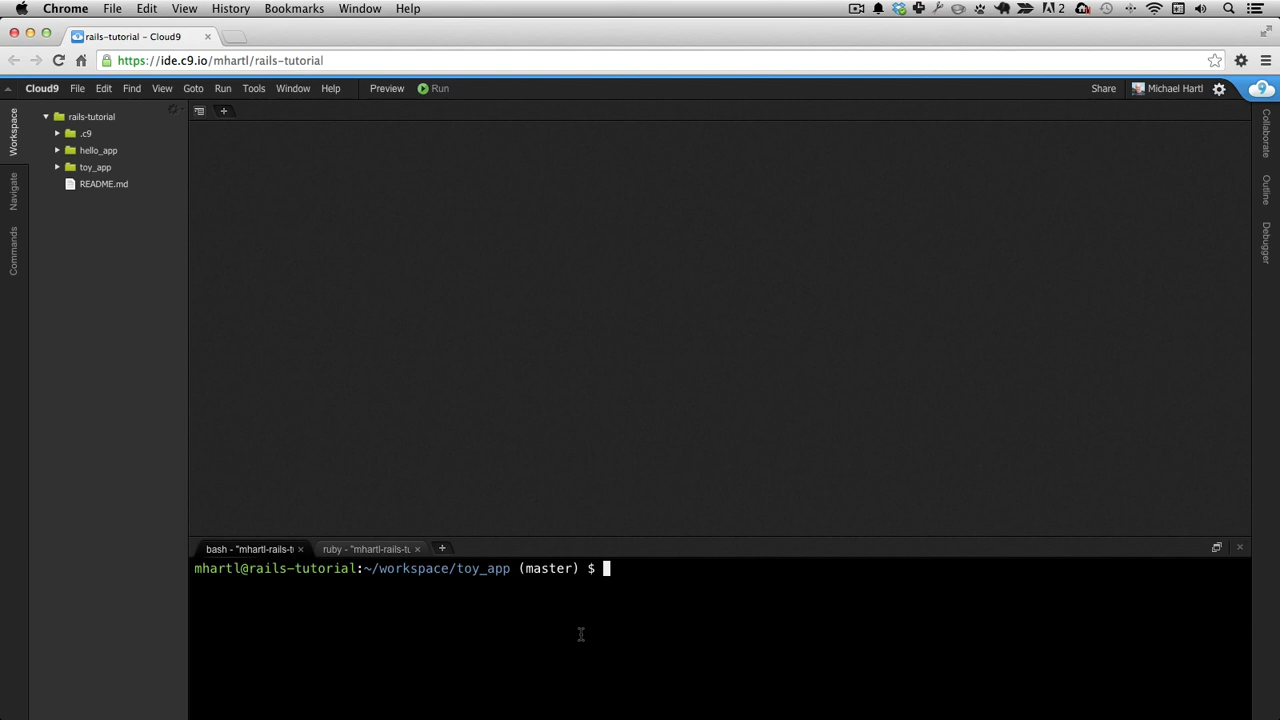 Chrome File Edit View History Bookmarks Window Help 2
rails-tutorial – Cloud9
https://ide.c9.io/mhartl/rails-tutorial
Cloud9 File Edit Find View Goto Run Tools Window Help Preview Run Share Michael Hartl
Workspace
Navigate
Commands
rails-tutorial
.c9
hello_app
toy_app
README.md
Collaborate
Outline
Debugger
bash - "mhartl-rails-t
ruby - "mhartl-rails-tu
mhartl@rails-tutorial:~/workspace/toy_app (master) $